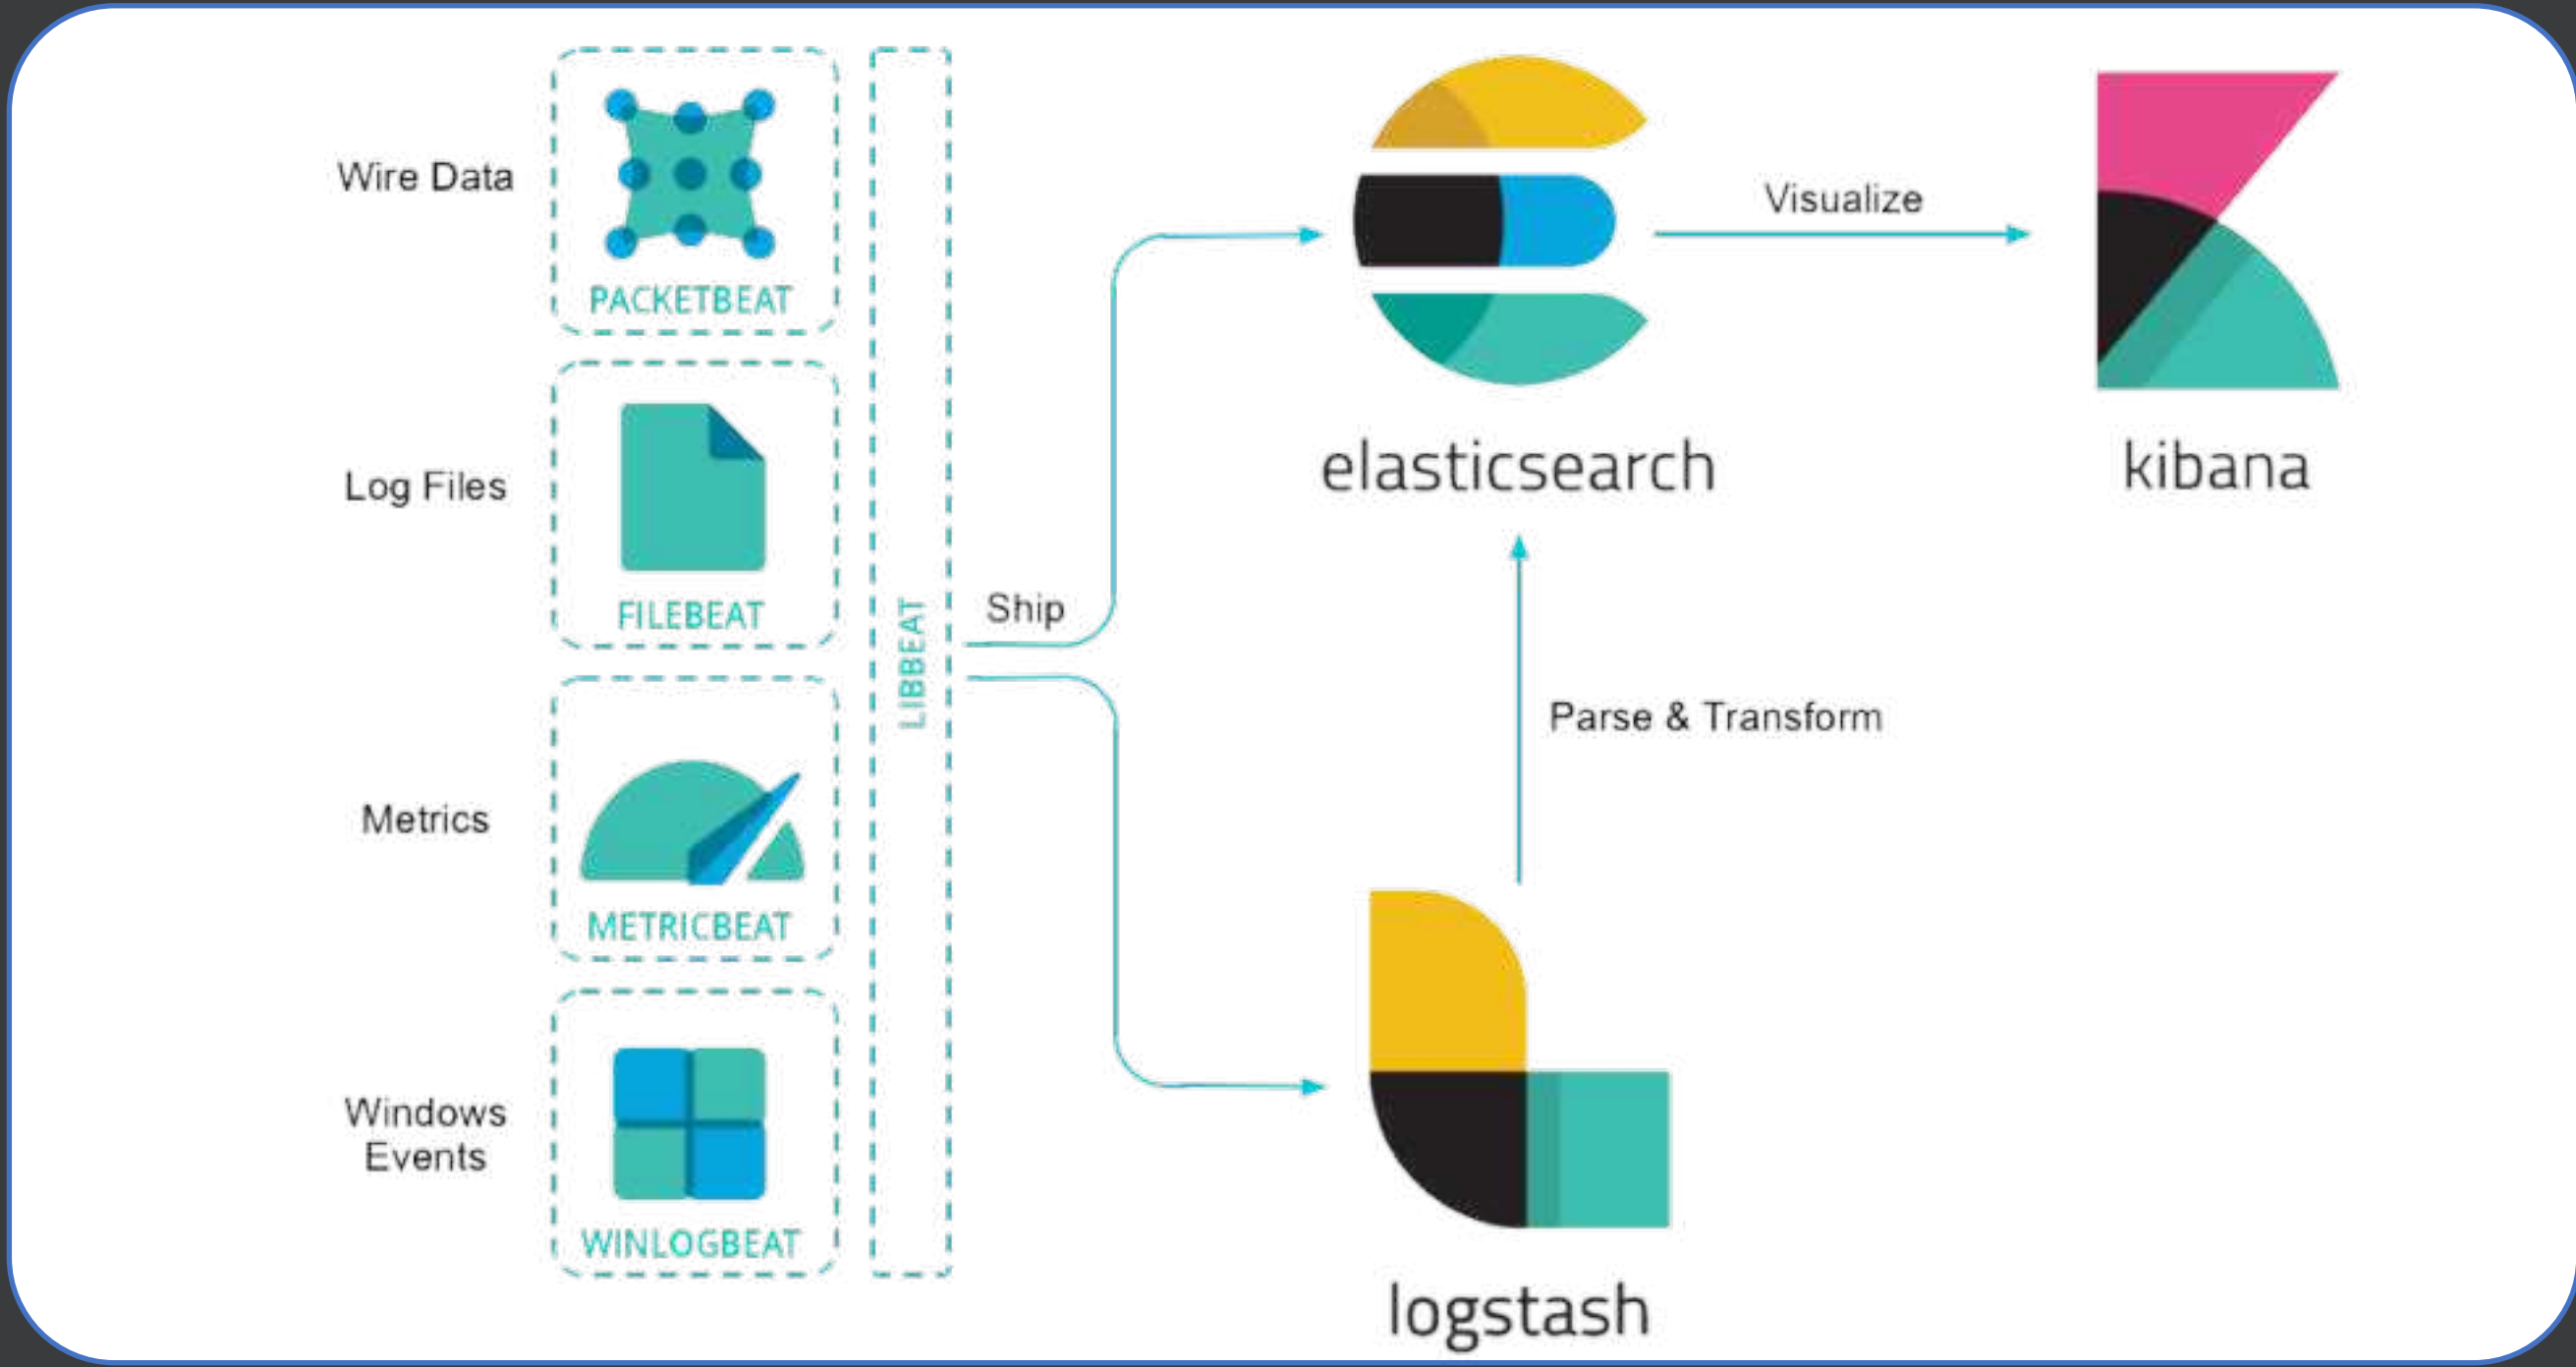 Wire Data
PACKETBEAT
Log Files
FILEBEAT
Metrics
METRICBEAT
Windows
Events
WINLOGBEAT
LIBBEAT
Ship
elasticsearch
Visualize
kibana
Parse & Transform
logstash